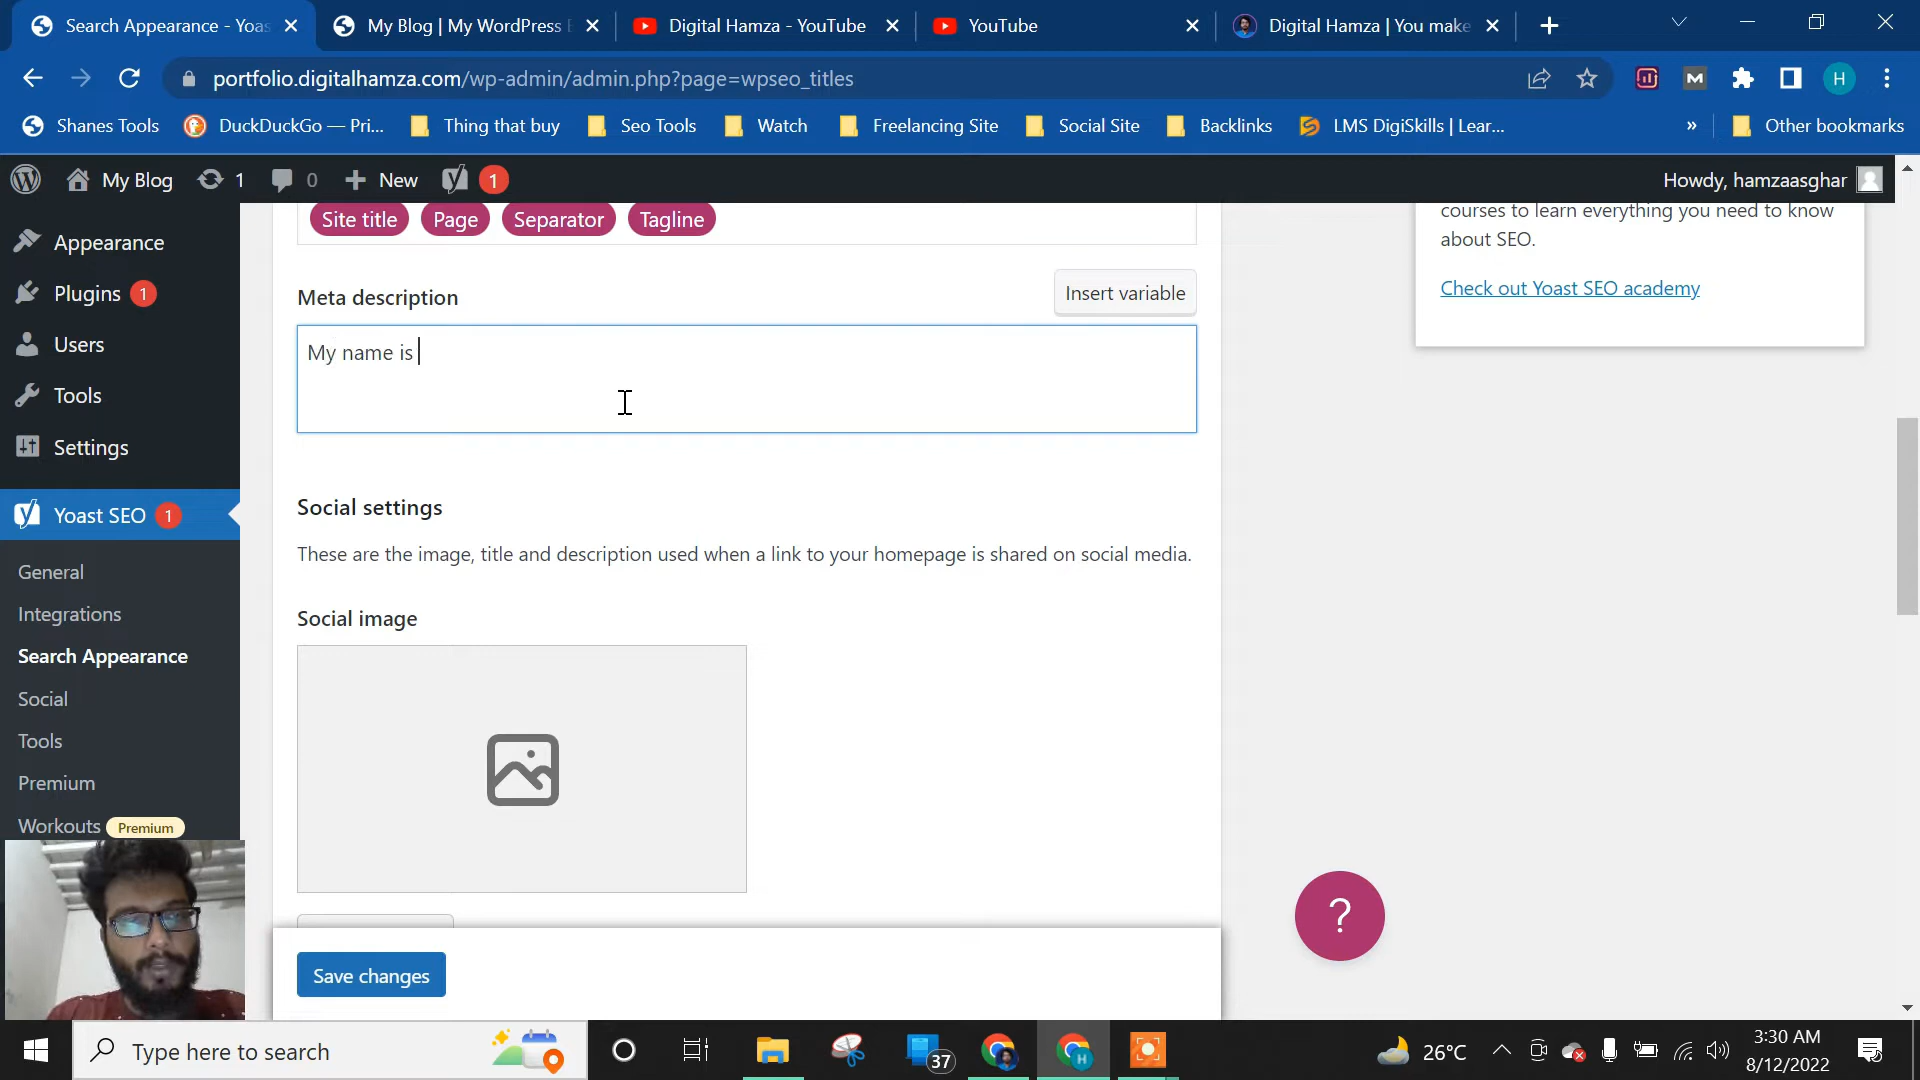 Search Appearance - Yoas
My Blog | My WordPress B
Digital Hamza - YouTube
YouTube
Digital Hamza | You make
portfolio.digitalhamza.com/wp-admin/admin.php?page=wpseo_titles
M
H
Shanes Tools
DuckDuckGo — Pri...
Thing that buy
Seo Tools
Watch
Freelancing Site
Social Site
Backlinks
LMS DigiSkills | Lear...
»
Other bookmarks
My Blog
1
0
New
1
Howdy, hamzaasghar
Appearance
Plugins 1
Users
Tools
Settings
Yoast SEO 1
General
Integrations
Search Appearance
Social
Tools
Premium
Workouts Premium
Site title
Page
Separator
Tagline
Meta description
Insert variable
My name is
Social settings
These are the image, title and description used when a link to your homepage is shared on social media.
Social image
Save changes
courses to learn everything you need to know
about SEO.
Check out Yoast SEO academy
?
Type here to search
37
H
26°C
3:30 AM
8/12/2022